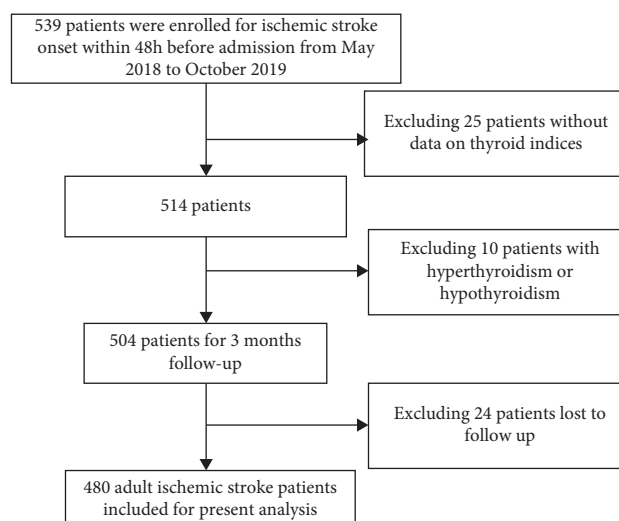 539 patients were enrolled for ischemic stroke
onset within 48h before admission from May
2018 to October 2019
Excluding 25 patients without
data on thyroid indices
514 patients
Excluding 10 patients with
hyperthyroidism or
hypothyroidism
504 patients for 3 months
follow-up
Excluding 24 patients lost to
follow up
480 adult ischemic stroke patients
included for present analysis